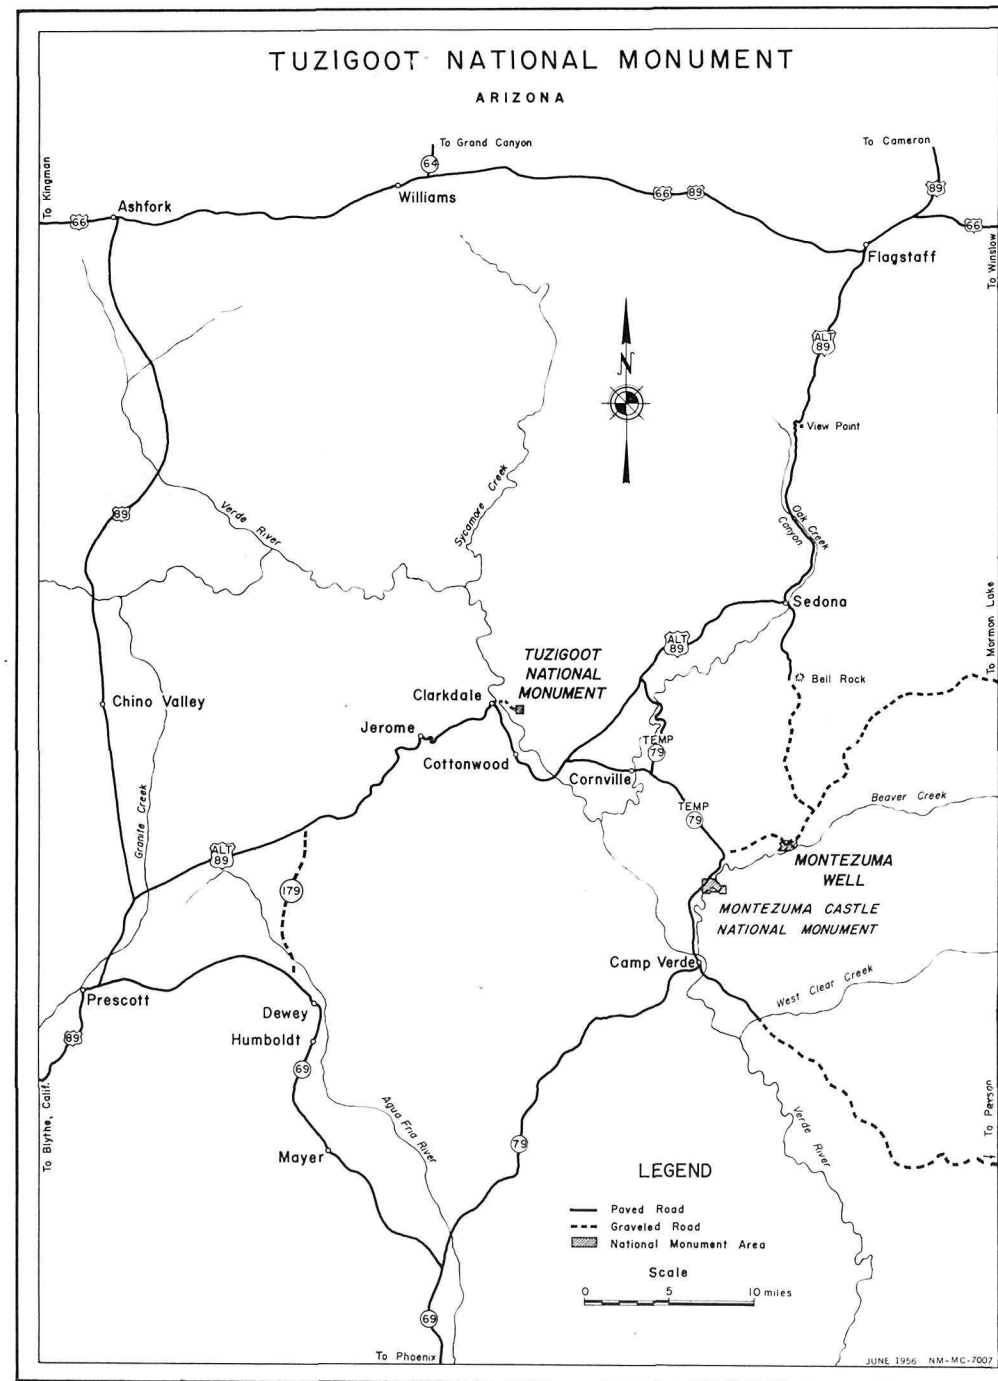 TUZIGOOT NATIONAL MONUMENT
ARIZONA
To Grand Canyon
64
To Cameron
To Kingman
Williams
66
89
89
Ashfork
66
66
Flagstaff
To Winslow
ALT
89
N
View Point
Sycamore Creek
Verde River
89
Oak Creek
Canyon
Sedona
To Mormon Lake
ALT
89
TUZIGOOT
NATIONAL
MONUMENT
Bell Rock
Clarkdale
Chino Valley
Jerome
TEMP
79
Cottonwood
Cornville
Beaver Creek
TEMP
79
Granite Creek
ALT
89
MONTEZUMA
WELL
179
MONTEZUMA CASTLE
NATIONAL MONUMENT
Camp Verde
West Clear Creek
Prescott
Dewey
89
Humboldt
69
To Blythe, Calif.
Agua Fria River
Verde River
To Payson
79
Mayer
LEGEND
Paved Road
Graveled Road
National Monument Area
Scale
0 5 10 miles
69
To Phoenix
JUNE 1956 NM-MC-7007